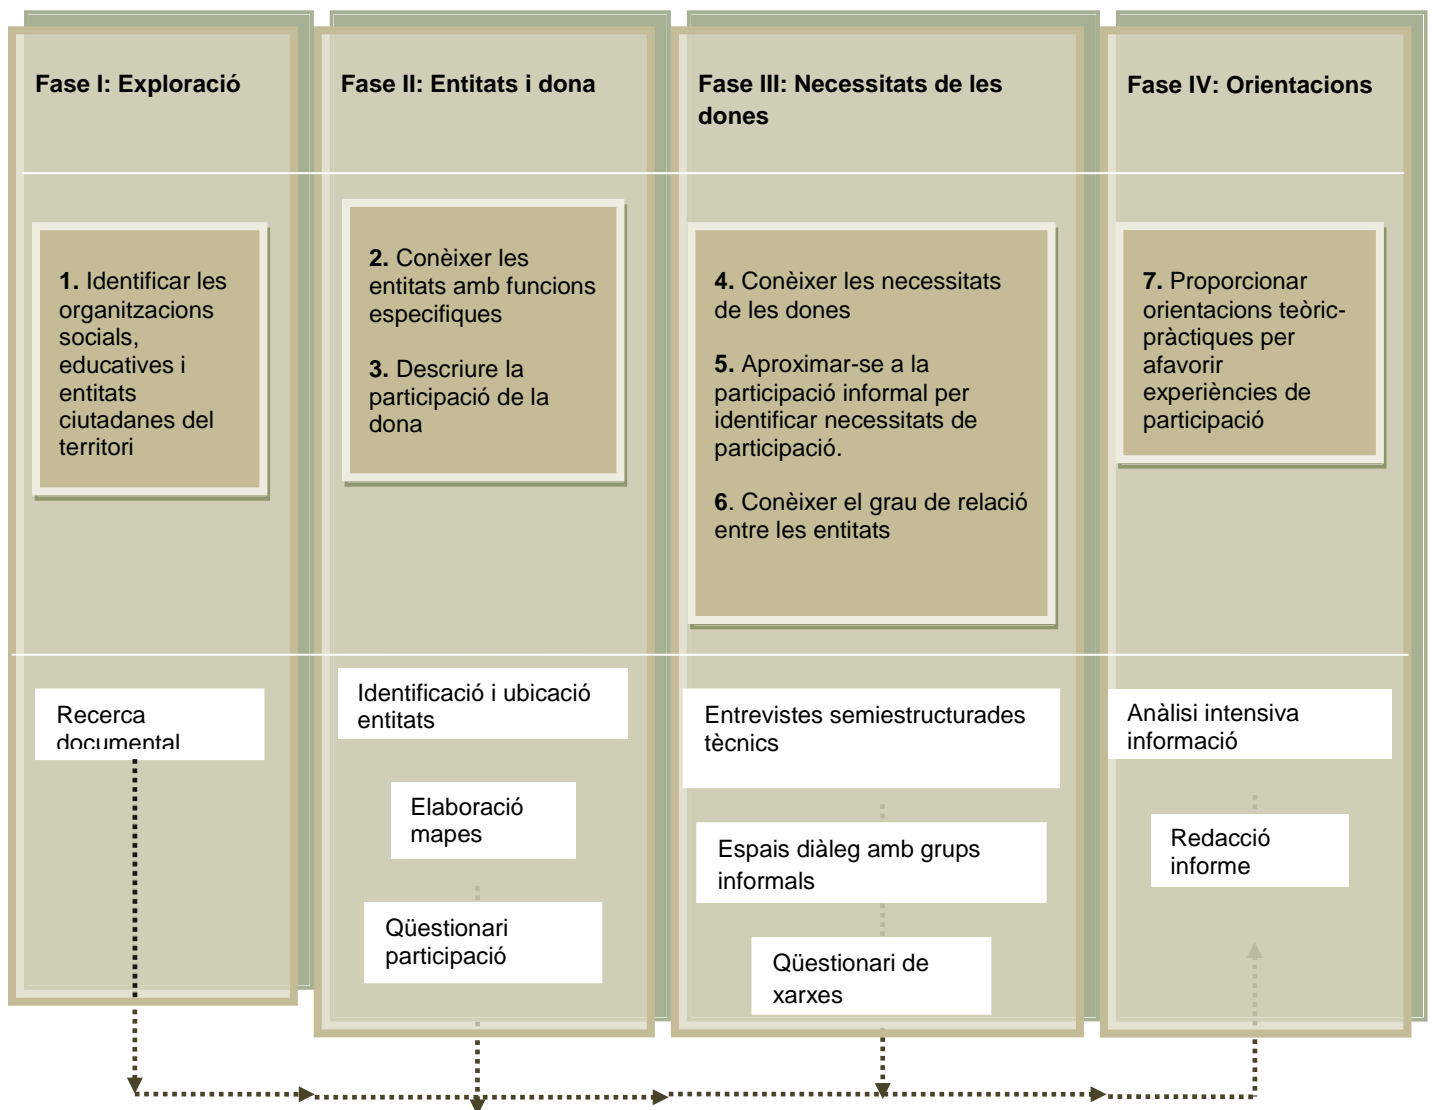 Fase I: Exploració
Fase II: Entitats i dona
Fase III: Necessitats de les
dones
Fase IV: Orientacions
1. Identificar les
organitzacions
socials,
educatives i
entitats
ciutadanes del
territori
2. Conèixer les
entitats amb funcions
especifiques
3. Descriure la
participació de la
dona
4. Conèixer les necessitats
de les dones
5. Aproximar-se a la
participació informal per
identificar necessitats de
participació.
6. Conèixer el grau de relació
entre les entitats
7. Proporcionar
orientacions teòric-
pràctiques per
afavorir
experiències de
participació
Recerca
documental
Identificació i ubicació
entitats
Elaboració
mapes
Qüestionari
participació
Entrevistes semiestructurades
tècnics
Espais diàleg amb grups
informals
Qüestionari de
xarxes
Anàlisi intensiva
informació
Redacció
informe